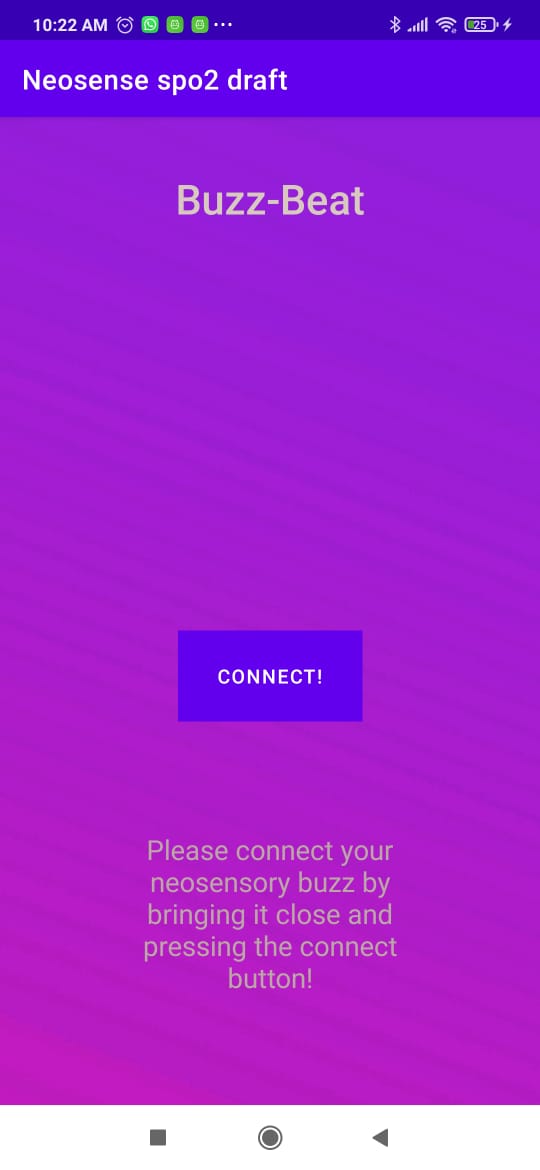 10:22 AM
25
Neosense spo2 draft
Buzz-Beat
CONNECT!
Please connect your
neosensory buzz by
bringing it close and
pressing the connect
button!